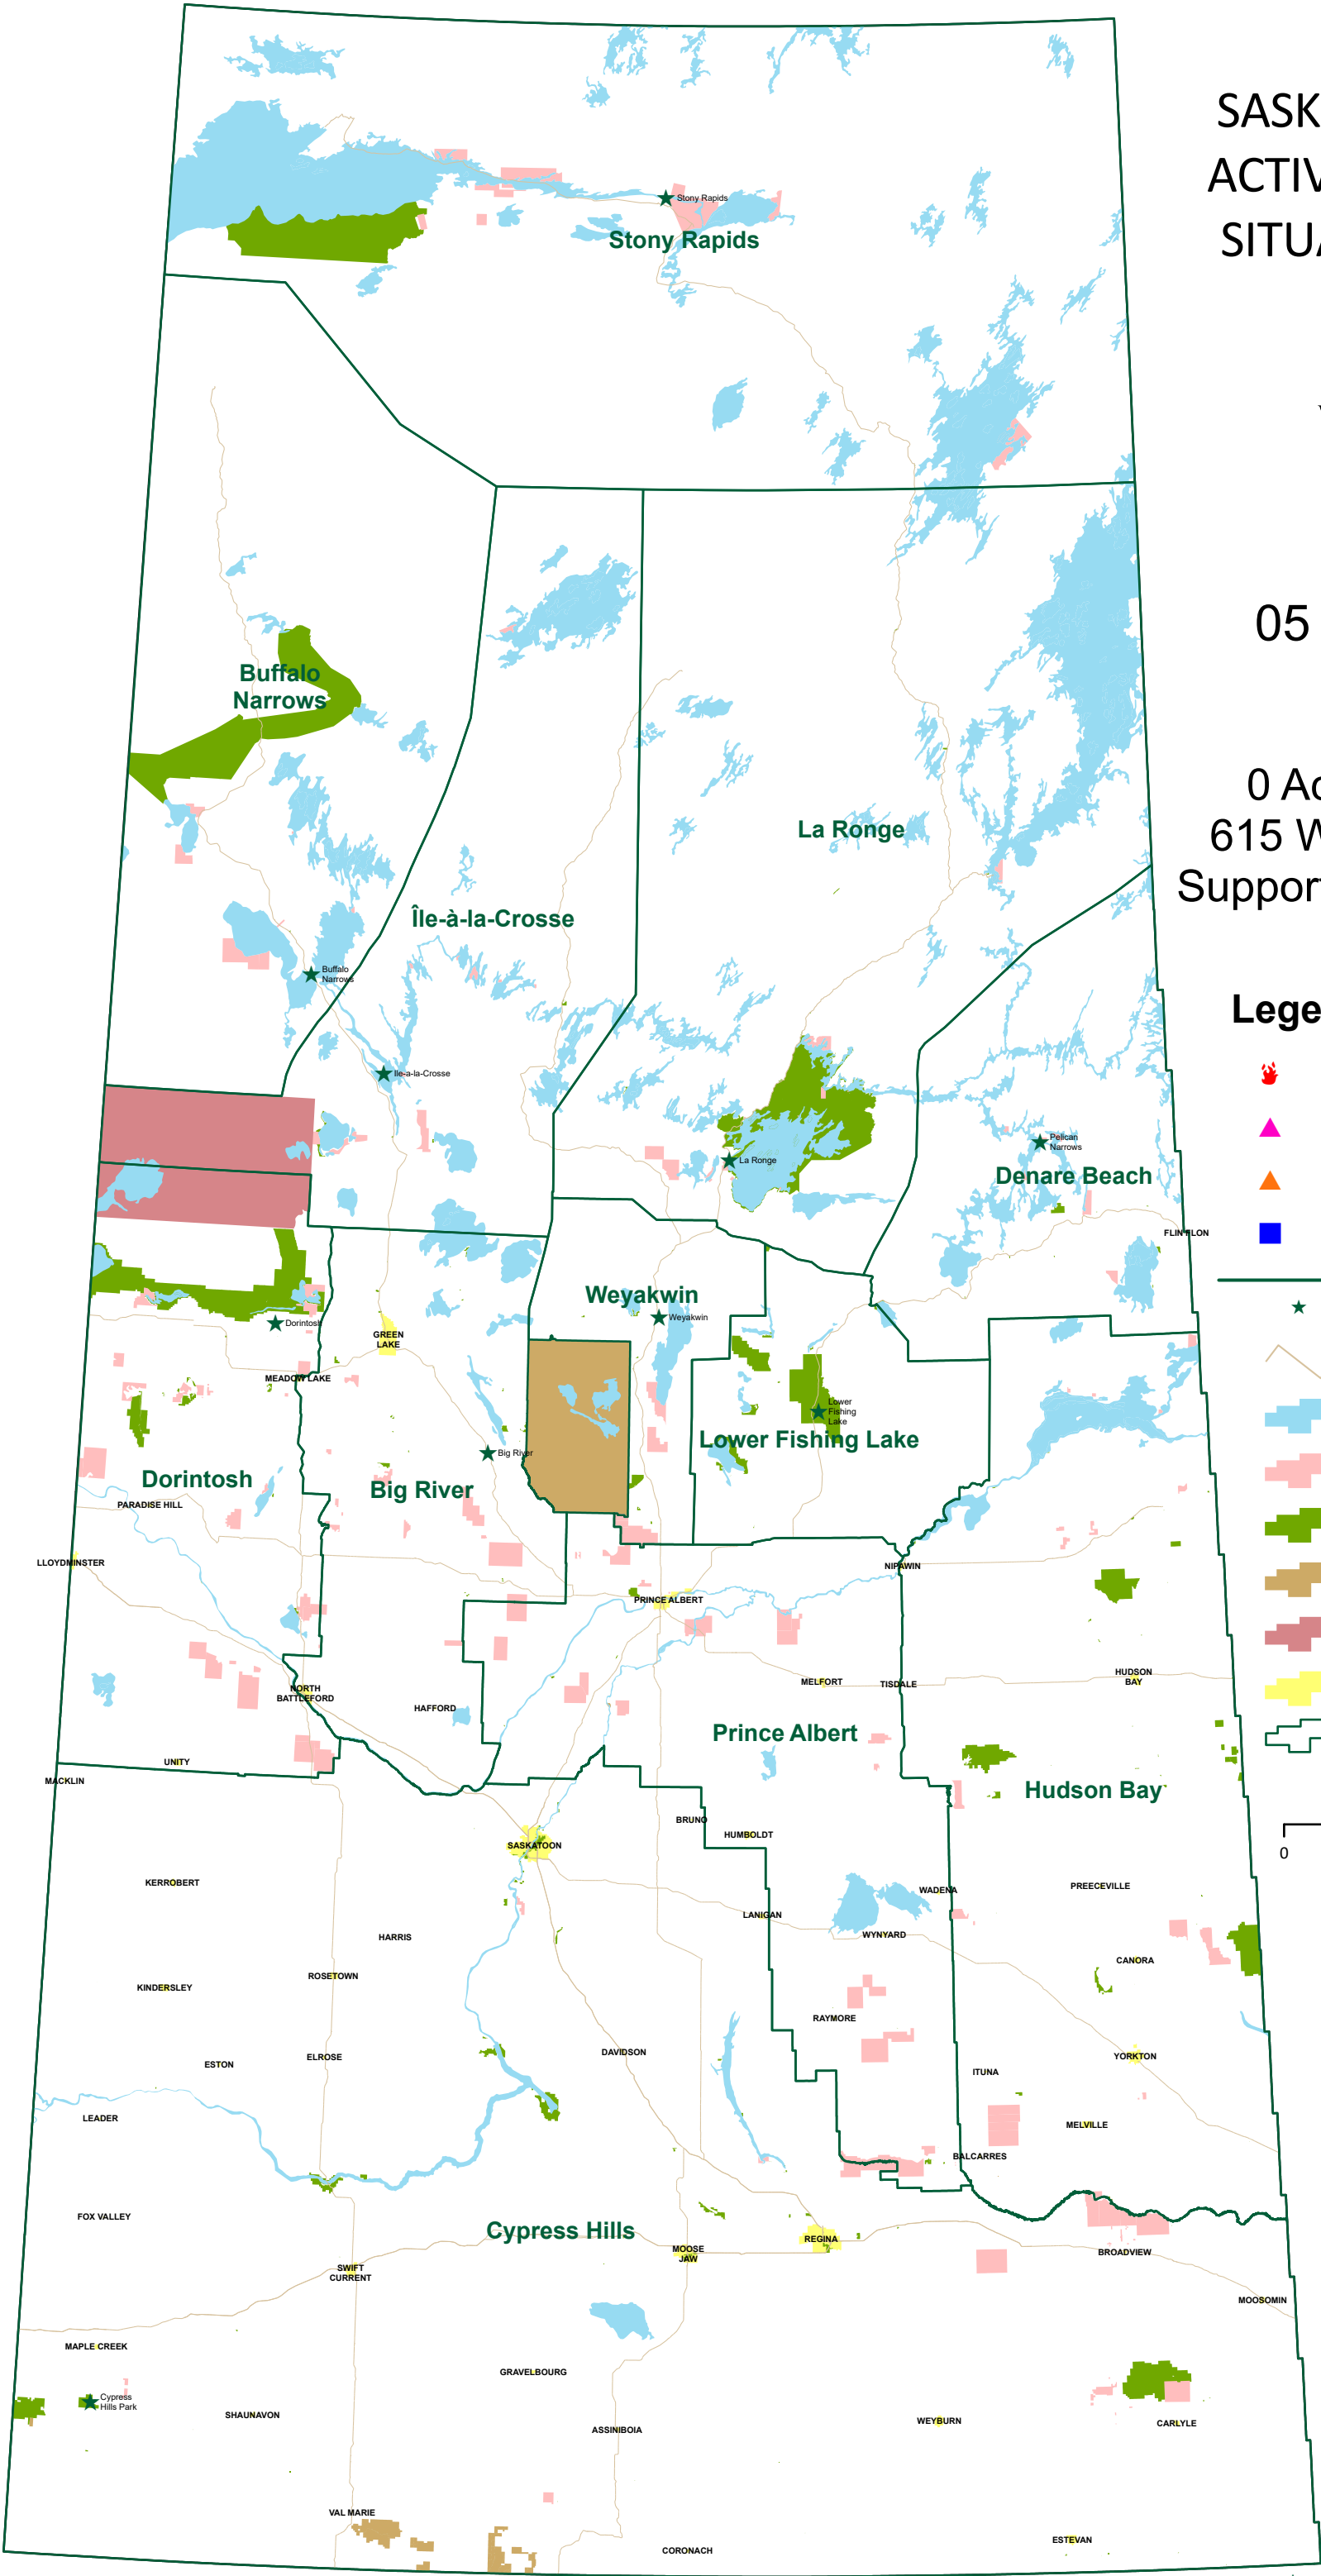 SASK
ACTIV
SITUA
05
0 Ac
615 W
Support
Lege
0
Stony Rapids
Stony Rapids
Buffalo
Narrows
La Ronge
Île-à-la-Crosse
Buffalo
Narrows
Ile-a-la-Crosse
Pelican
Narrows
La Ronge
Denare Beach
FLIN FLON
Weyakwin
Weyakwin
Dorintosh
GREEN
LAKE
MEADOW LAKE
Lower
Fishing
Lake
Lower Fishing Lake
Big River
Dorintosh
Big River
PARADISE HILL
LLOYDMINSTER
NIPAWIN
PRINCE ALBERT
HUDSON
BAY
MELFORT
TISDALE
NORTH
BATTLEFORD
HAFFORD
Prince Albert
UNITY
MACKLIN
Hudson Bay
BRUNO
HUMBOLDT
SASKATOON
KERROBERT
PREECEVILLE
WADENA
LANIGAN
WYNYARD
HARRIS
CANORA
ROSETOWN
KINDERSLEY
RAYMORE
DAVIDSON
YORKTON
ELROSE
ESTON
ITUNA
LEADER
MELVILLE
BALCARRES
FOX VALLEY
Cypress Hills
REGINA
MOOSE
JAW
BROADVIEW
SWIFT
CURRENT
MOOSOMIN
MAPLE CREEK
GRAVELBOURG
Cypress
Hills Park
SHAUNAVON
WEYBURN
CARLYLE
ASSINIBOIA
VAL MARIE
ESTEVAN
CORONACH